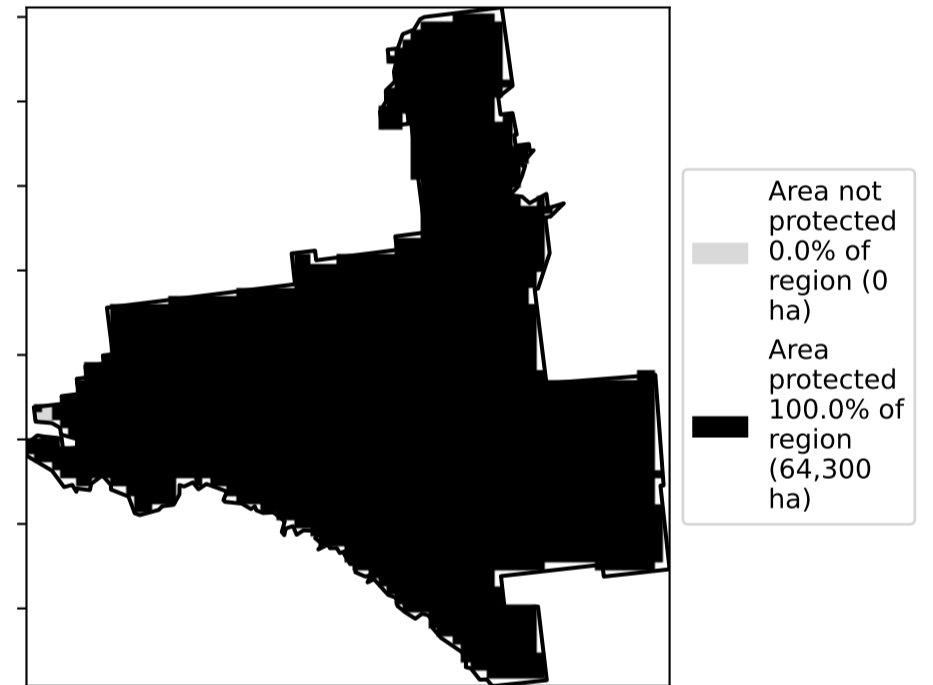 Area not
protected
0.0% of
region (0
ha)
Area
protected
100.0% of
region
(64,300
ha)